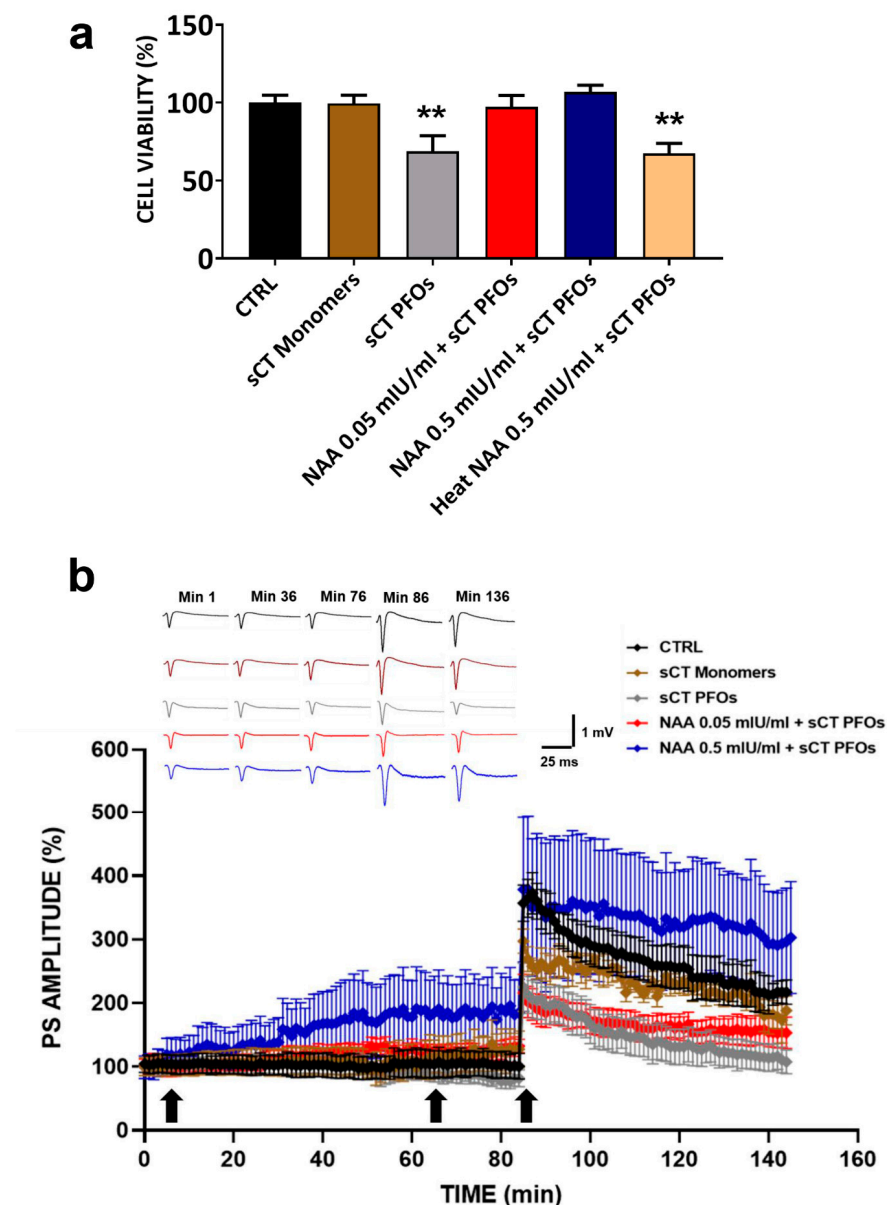 a
CELL VIABILITY (%)
150
100
50
0
**
**
CTRL
sCT Monomers
sCT PFOs
NAA 0.05 mIU/ml + sCT PFOs
NAA 0.5 mIU/ml + sCT PFOs
Heat NAA 0.5 mIU/ml + sCT PFOs
b
Min 1 Min 36 Min 76 Min 86 Min 136
CTRL
sCT Monomers
sCT PFOs
NAA 0.05 mIU/ml + sCT PFOs
NAA 0.5 mIU/ml + sCT PFOs
1 mV
25 ms
PS AMPLITUDE (%)
600
500
400
300
200
100
0
0 20 40 60 80 100 120 140 160
TIME (min)